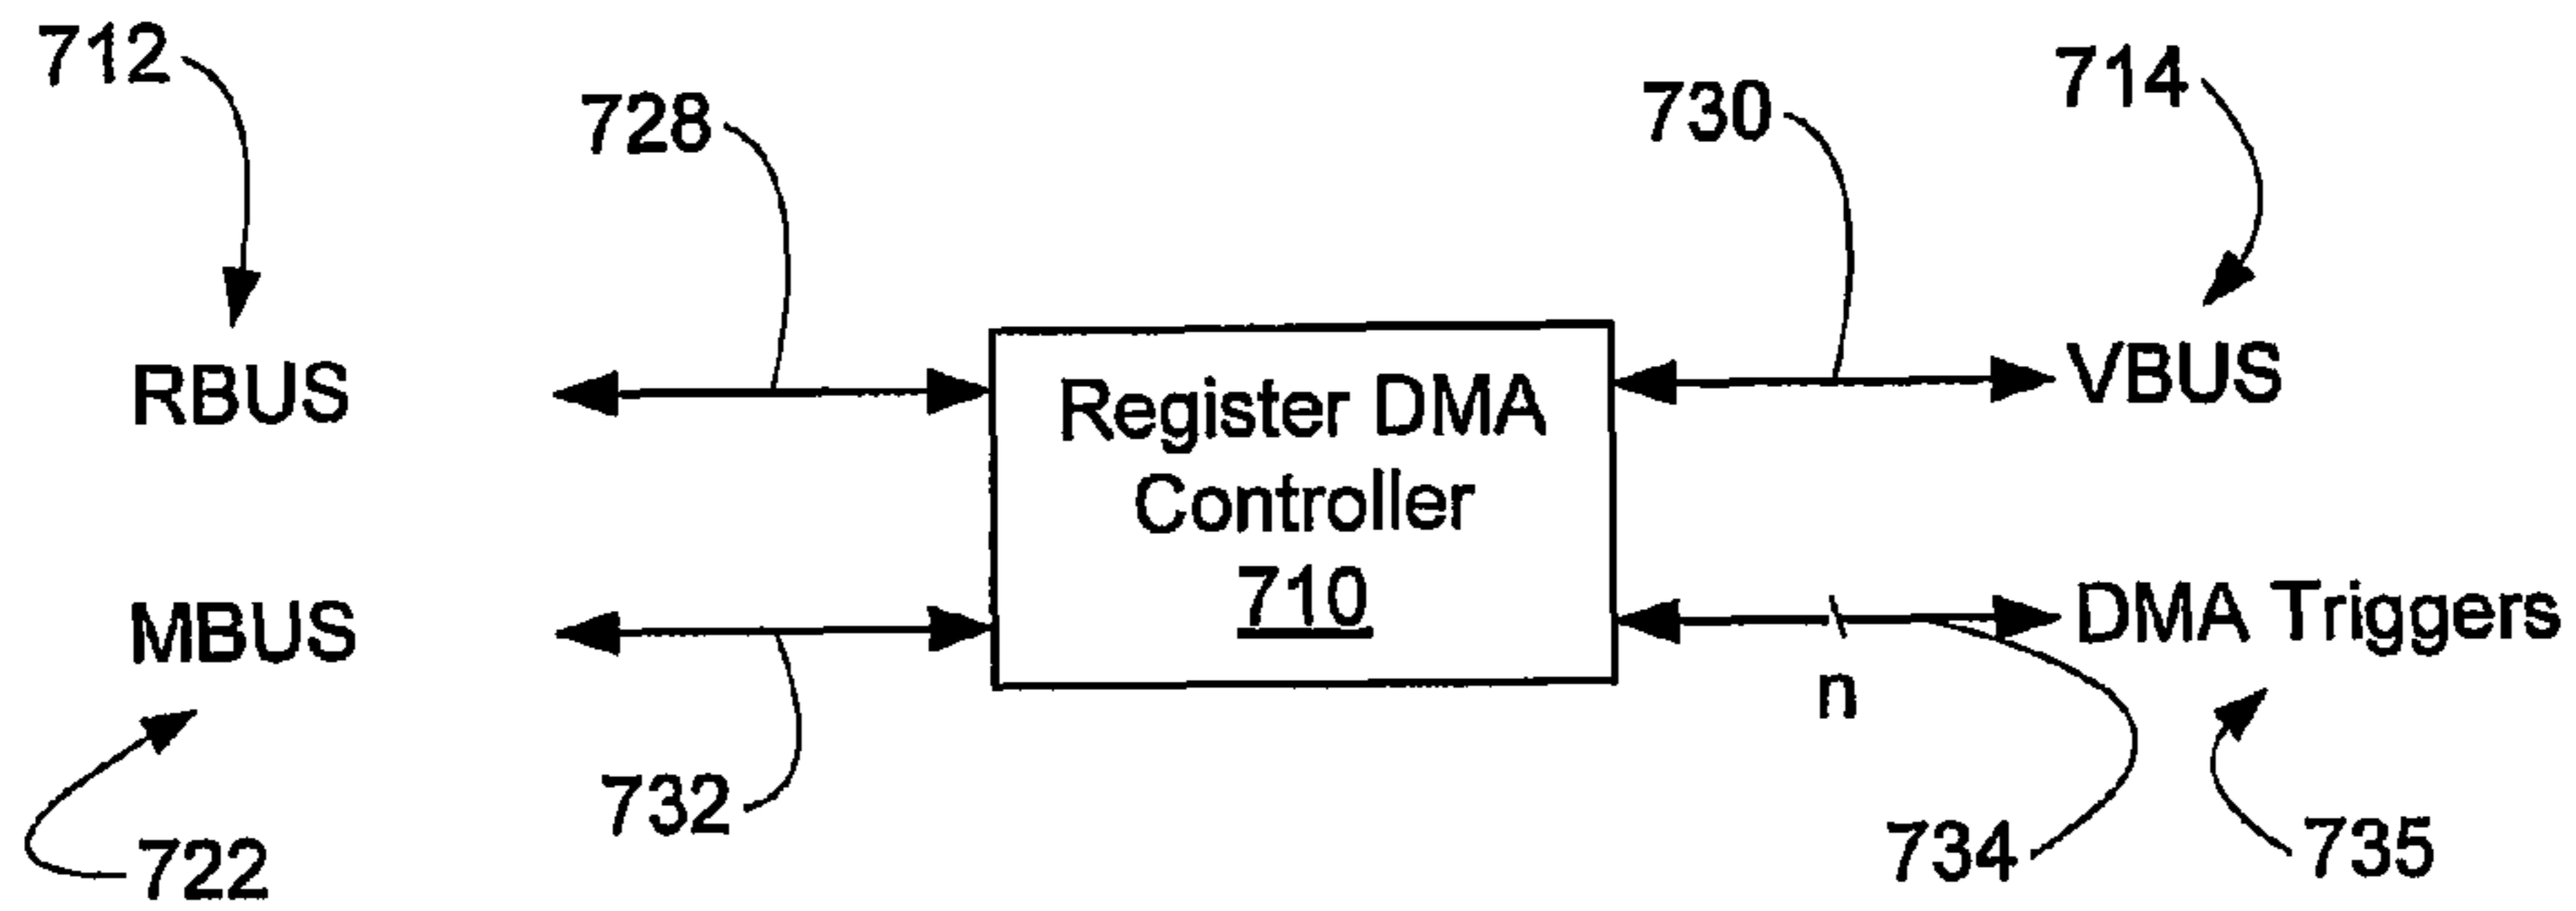 712
728
730
714
RBUS
Register DMA
Controller
710
VBUS
MBUS
DMA Triggers
n
722
732
734
735